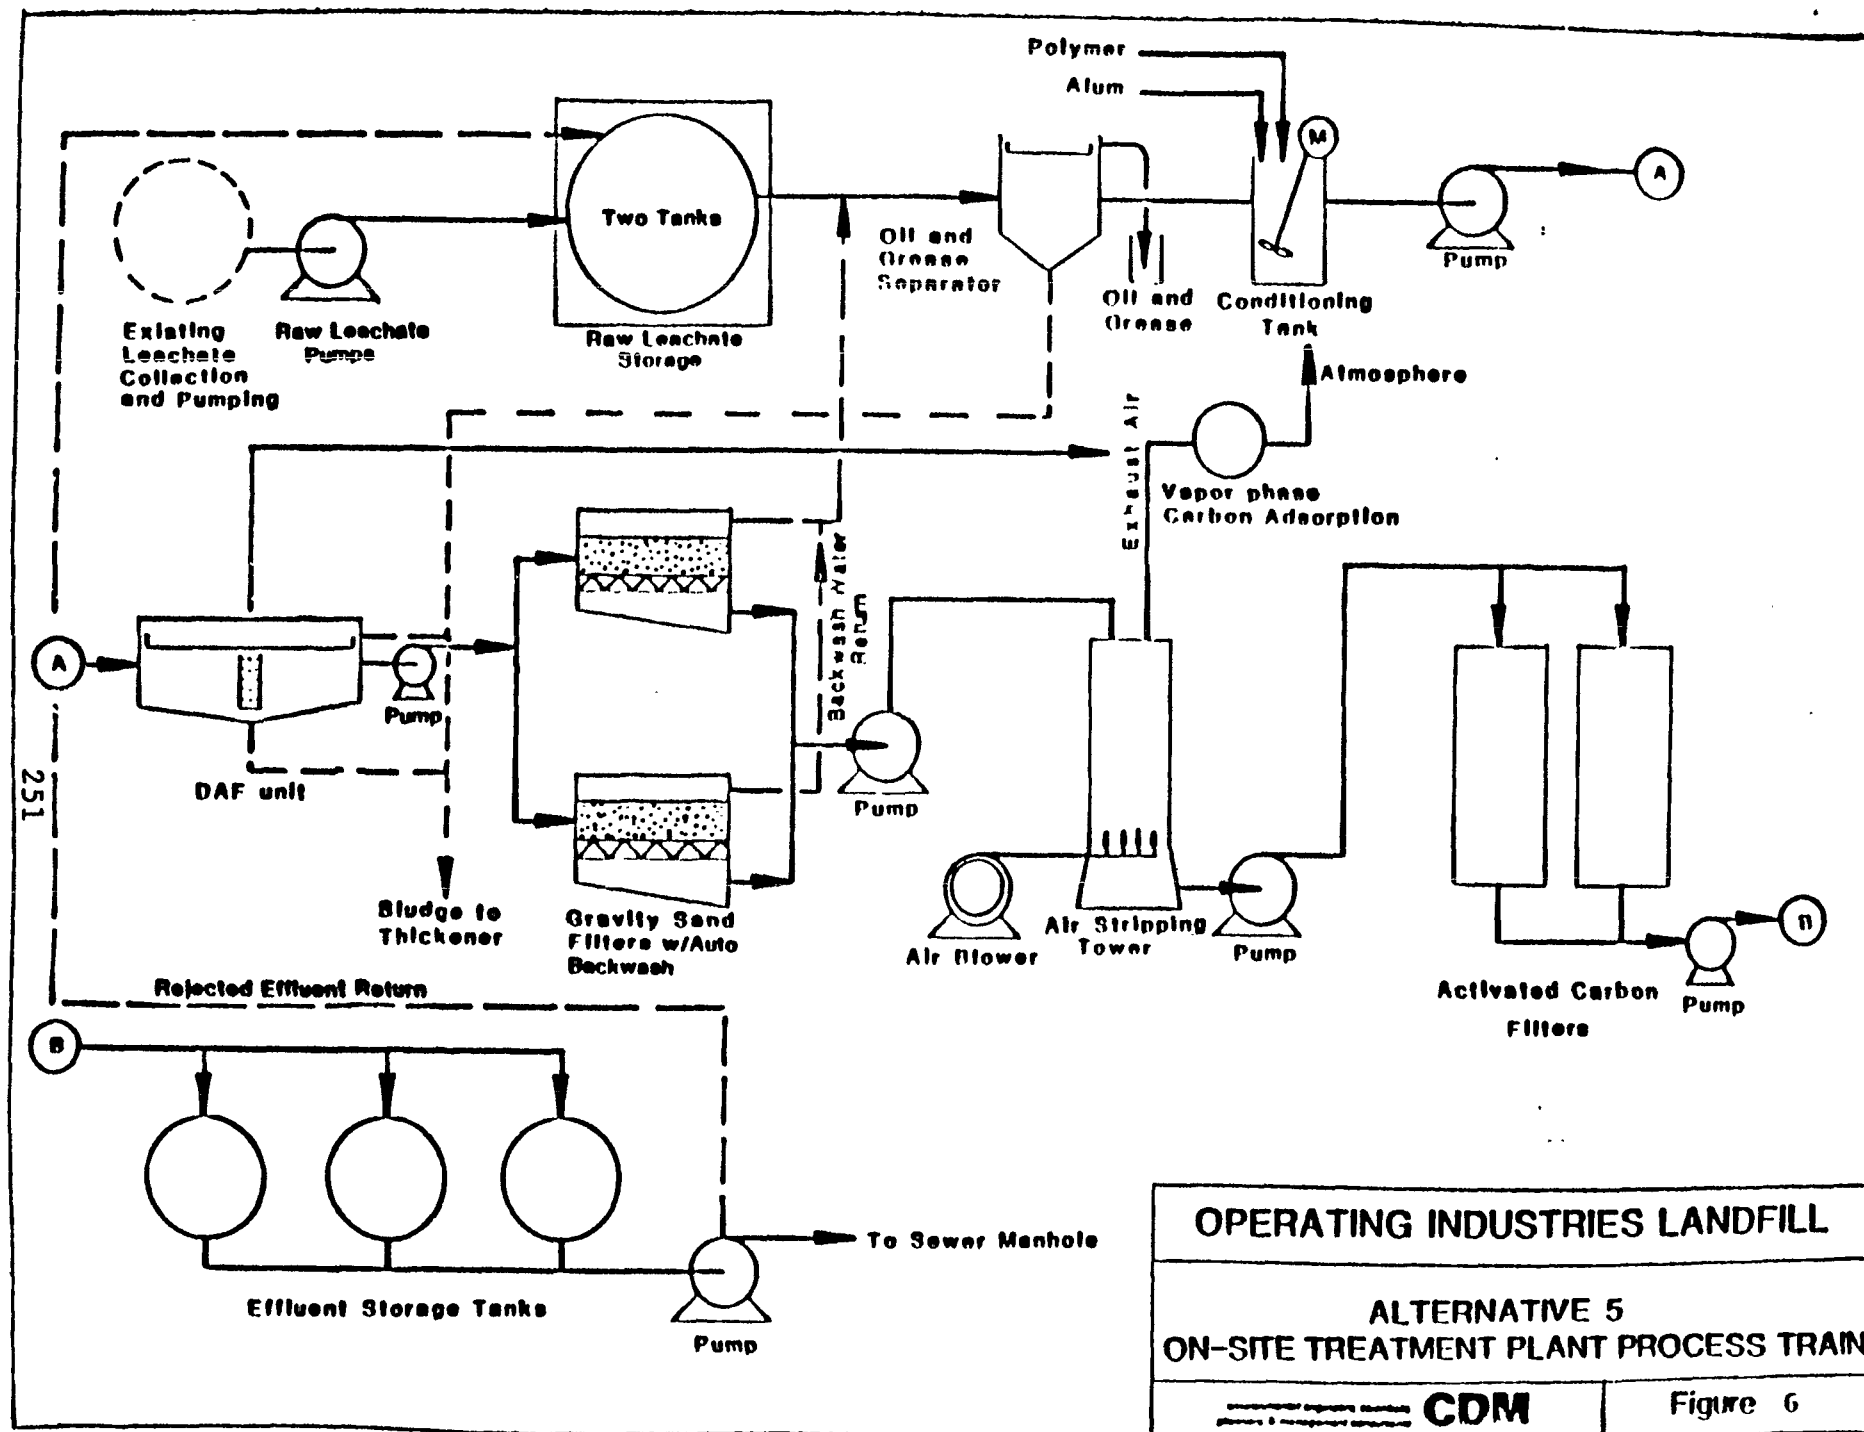 Polymer
Alum
M
A
Two Tanks
Oil and
Grease
Separator
Pump
Oil and
Grease
Conditioning
Tank
Existing
Leachate
Collection
and Pumping
Raw Leachate
Pumps
Raw Leachate
Storage
Atmosphere
Exhaust Air
Vapor phase
Carbon Adsorption
Backwash Water
Return
A
Pump
DAF unit
251
Pump
Sludge to
Thickener
Gravity Sand
Filters w/Auto
Backwash
Air Blower
Air Stripping
Tower
Pump
B
Activated Carbon
Filters
Pump
Rejected Effluent Return
B
To Sewer Manhole
Effluent Storage Tanks
Pump
OPERATING INDUSTRIES LANDFILL
ALTERNATIVE 5
ON-SITE TREATMENT PLANT PROCESS TRAIN
CDM
Figure 6